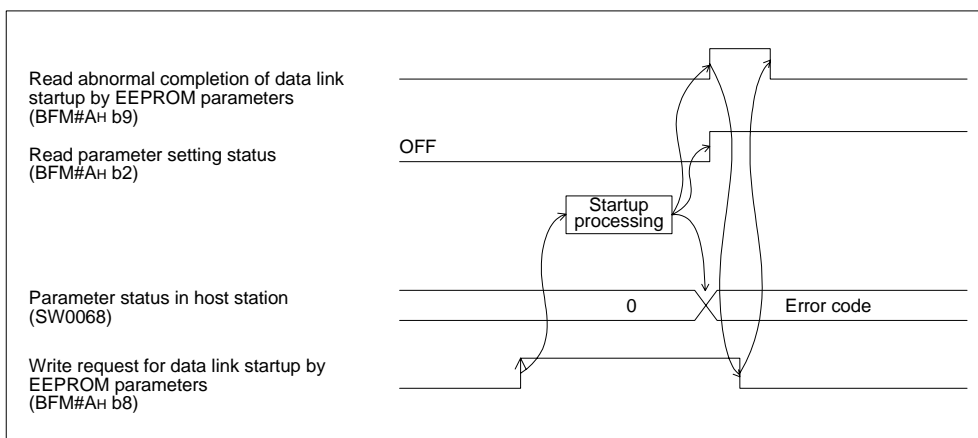 Read abnormal completion of data link
startup by EEPROM parameters
(BFM#AH b9)
Read parameter setting status
(BFM#AH b2)
OFF
Startup
processing
Parameter status in host station
(SW0068)
0
Error code
Write request for data link startup by
EEPROM parameters
(BFM#AH b8)